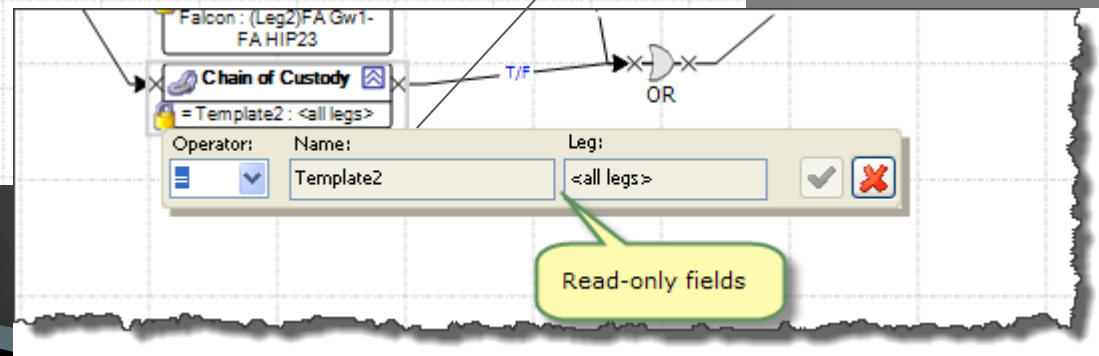 Falcon : (Leg2)FA Gw1-
FA HIP23
Chain of Custody
T/F
OR
= Template2 : <all legs>
Operator: Name: Leg:
= Template2 <all legs>
Read-only fields